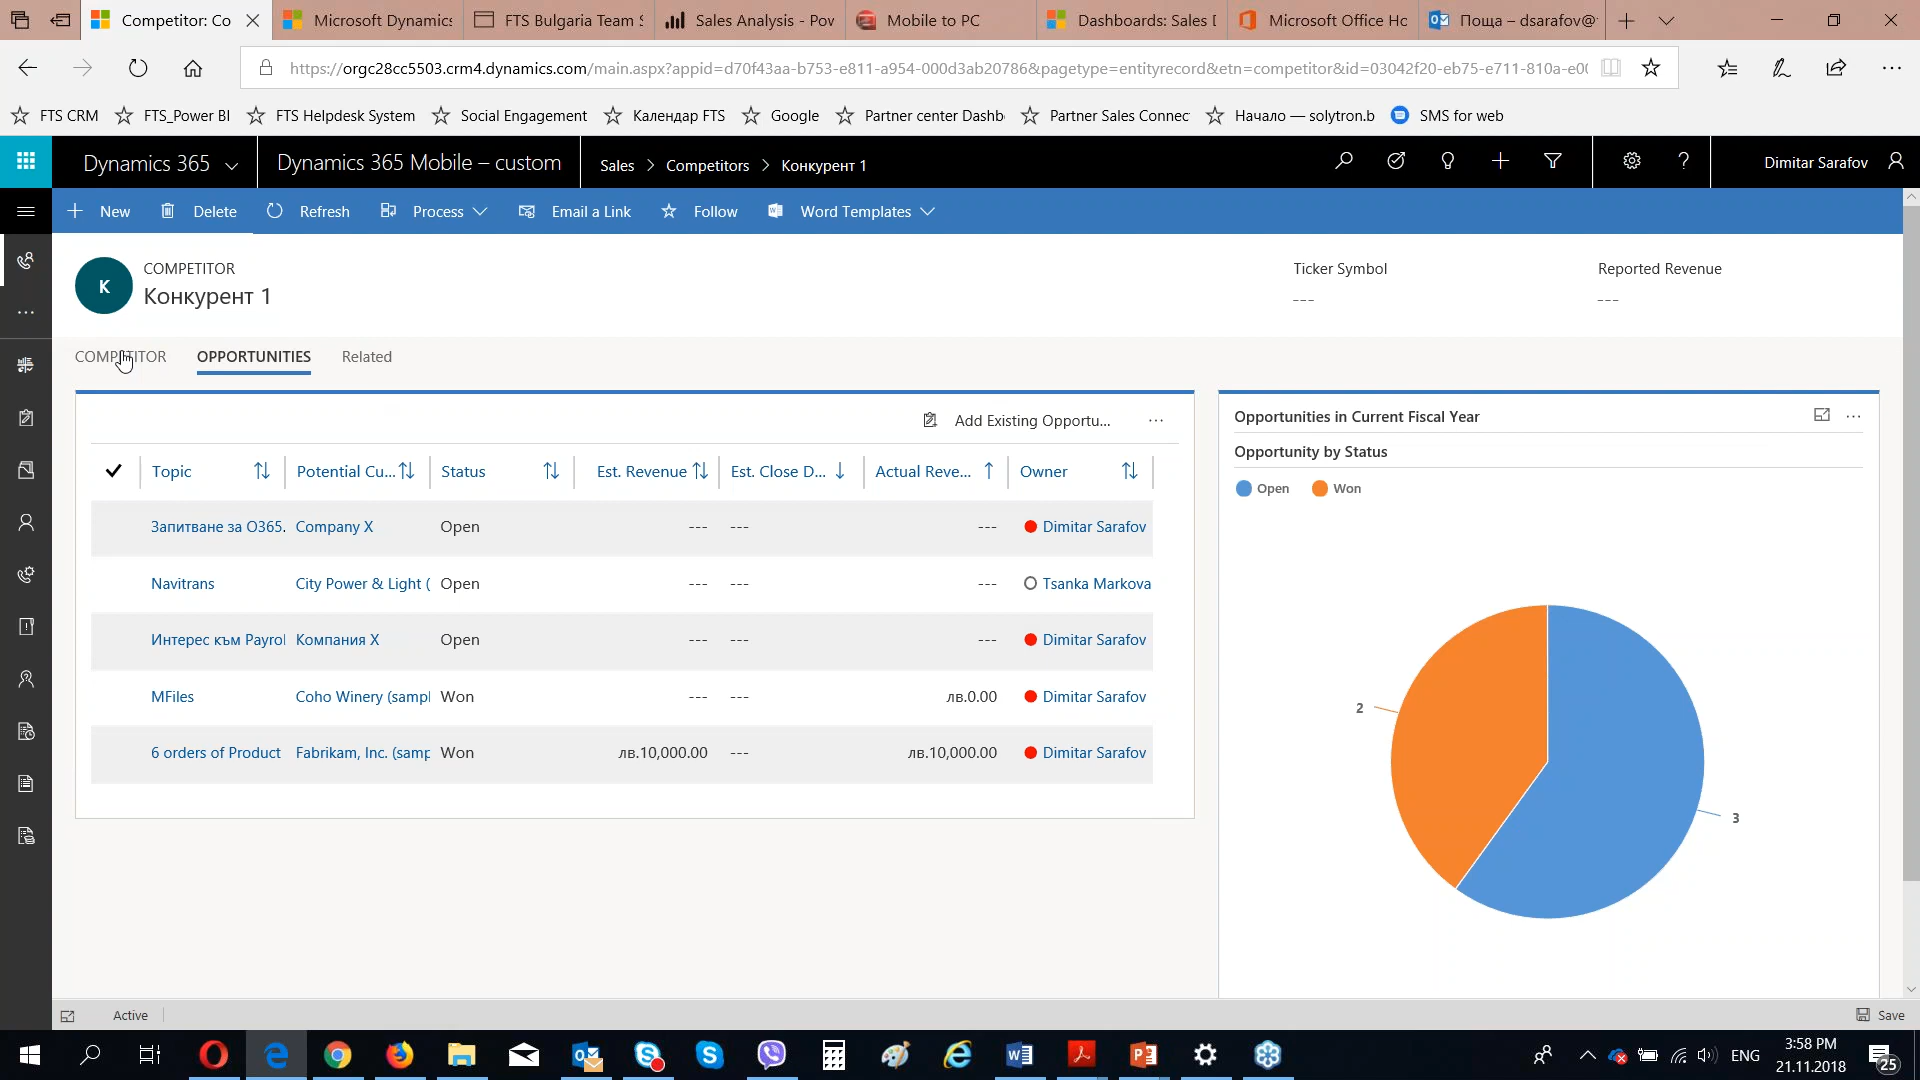 Competitor: Co
Microsoft Dynamics
FTS Bulgaria Team
Sales Analysis - Pov
Mobile to PC
Dashboards: Sales
Microsoft Office Ho
Поща – dsarafov@
https://orgc28cc5503.crm4.dynamics.com/main.aspx?appid=d70f43aa-b753-e811-a954-000d3ab20786&pagetype=entityrecord&etn=competitor&id=03042f20-eb75-e711-810a-e00
FTS CRM
FTS_Power BI
FTS Helpdesk System
Social Engagement
Календар FTS
Google
Partner center Dashb
Partner Sales Connec
Начало — solytron.b
SMS for web
Dynamics 365
Dynamics 365 Mobile – custom
Sales > Competitors > Конкурент 1
?
Dimitar Sarafov
New
Delete
Refresh
Process
Email a Link
Follow
Word Templates
K
COMPETITOR
Конкурент 1
Ticker Symbol
---
Reported Revenue
---
COMPETITOR
OPPORTUNITIES
Related
Add Existing Opportu...
Topic Potential Cu... Status Est. Revenue Est. Close D... Actual Reve... Owner
Запитване за О365. Company X Open --- --- --- Dimitar Sarafov
Navitrans City Power & Light ( Open --- --- --- Tsanka Markova
Интерес към Payrol Компания X Open --- --- --- Dimitar Sarafov
MFiles Coho Winery (sampl Won --- --- лв.0.00 Dimitar Sarafov
6 orders of Product Fabrikam, Inc. (samp Won лв.10,000.00 --- лв.10,000.00 Dimitar Sarafov
Opportunities in Current Fiscal Year
Opportunity by Status
Open
Won
2
3
Active
Save
ENG
3:58 PM
21.11.2018
25